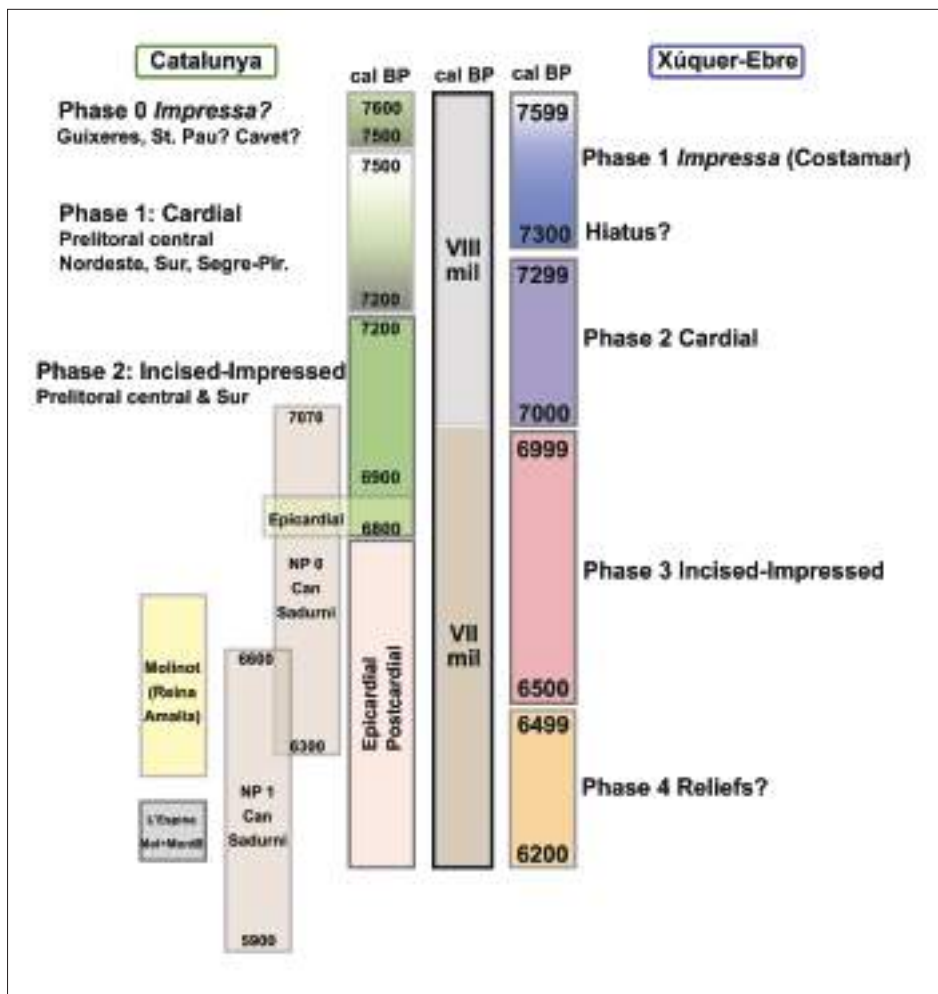 Catalunya
Xúquer-Ebre
cal BP
cal BP
cal BP
Phase 0 Impressa?
Guixeres, St. Pau? Cavet?
7600
7500
7500
Phase 1: Cardial
Prelitoral central
Nordeste, Sur, Segre-Pir.
7200
7200
Phase 2: Incised-Impressed
Prelitoral central & Sur
7070
6900
Epicardial
6800
NP 0
Can
Sadurni
Molinot
(Reina
Amalia)
6600
6300
NP 1
Can
Sadurni
L'Espina
5900
Epicardial
Postcardial
VIII
mil
VII
mil
7599
Phase 1 Impressa (Costamar)
7300
Hiatus?
7299
Phase 2 Cardial
7000
6999
Phase 3 Incised-Impressed
6500
6499
Phase 4 Reliefs?
6200